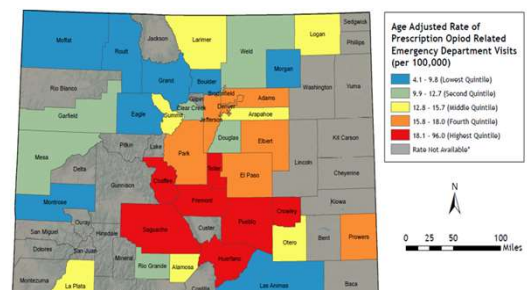 Moffat
Routt
Jackson
Larimer
Weld
Logan
Sedgwick
Phillips
Morgan
Rio Blanco
Grand
Boulder
Broomfield
Adams
Washington
Yuma
Garfield
Eagle
Summit
Clear Creek
Gilpin
Denver
Jefferson
Arapahoe
Douglas
Elbert
Kit Carson
Mesa
Pitkin
Lake
Park
Delta
Gunnison
Chaffee
Teller
El Paso
Lincoln
Cheyenne
Montrose
Fremont
Kiowa
Ouray
San Miguel
Hinsdale
Saguache
Custer
Pueblo
Crowley
Otero
Bent
Prowers
Dolores
San Juan
Mineral
Rio Grande
Alamosa
Huerfano
Montezuma
La Plata
Costilla
Las Animas
Baca
Age Adjusted Rate of
Prescription Opiod Related
Emergency Department Visits
(per 100,000)
4.1 - 9.8 (Lowest Quintile)
9.9 - 12.7 (Second Quintile)
12.8 - 15.7 (Middle Quintile)
15.8 - 18.0 (Fourth Quintile)
18.1 - 96.0 (Highest Quintile)
Rate Not Available*
N
0 25 50 100
Miles